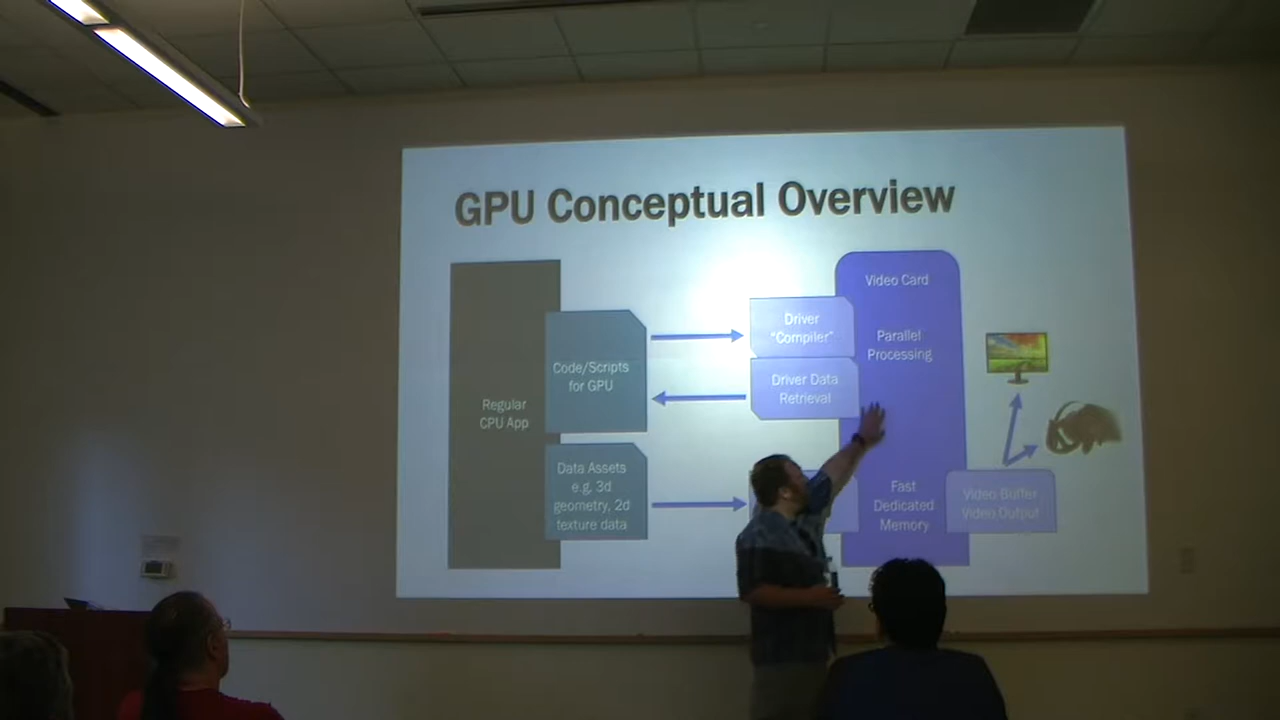 GPU Conceptual Overview
Regular
CPU App
Code/Scripts
for GPU
Data Assets
e.g, 3d
geometry, 2d
texture data
Driver
“Compiler”
Driver Data
Retrieval
Video Card
Parallel
Processing
Fast
Dedicated
Memory
Video Buffer
Video Output